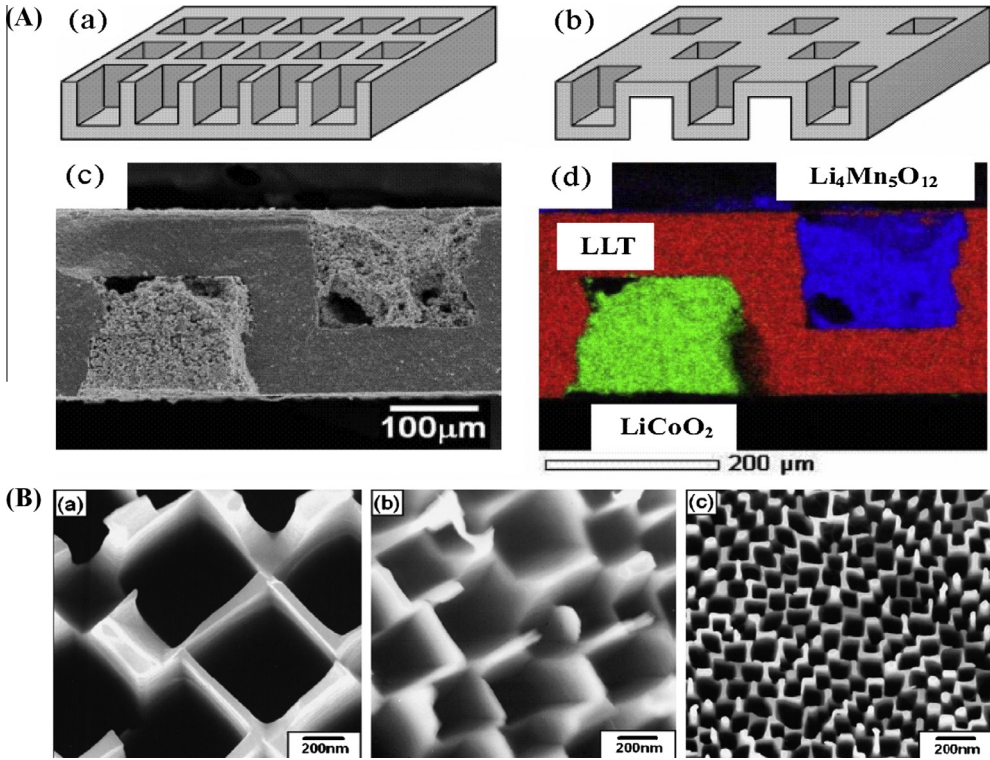 (A)
(a)
(b)
(c)
100μm
(d)
Li₄Mn₅O₁₂
LLT
LiCoO₂
200 μm
(B)
(a)
200nm
(b)
200nm
(c)
200nm